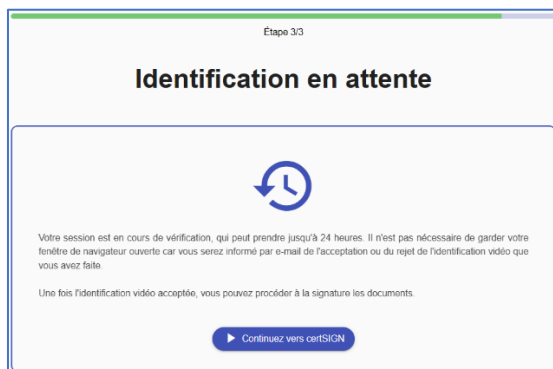 Étape 3/3
Identification en attente
Votre session est en cours de vérification, qui peut prendre jusqu'à 24 heures. Il n'est pas nécessaire de garder votre
fenêtre de navigateur ouverte car vous serez informé par e-mail de l'acceptation ou du rejet de l'identification vidéo que
vous avez faite.
Une fois l'identification vidéo acceptée, vous pouvez procéder à la signature les documents.
Continuez vers certSIGN